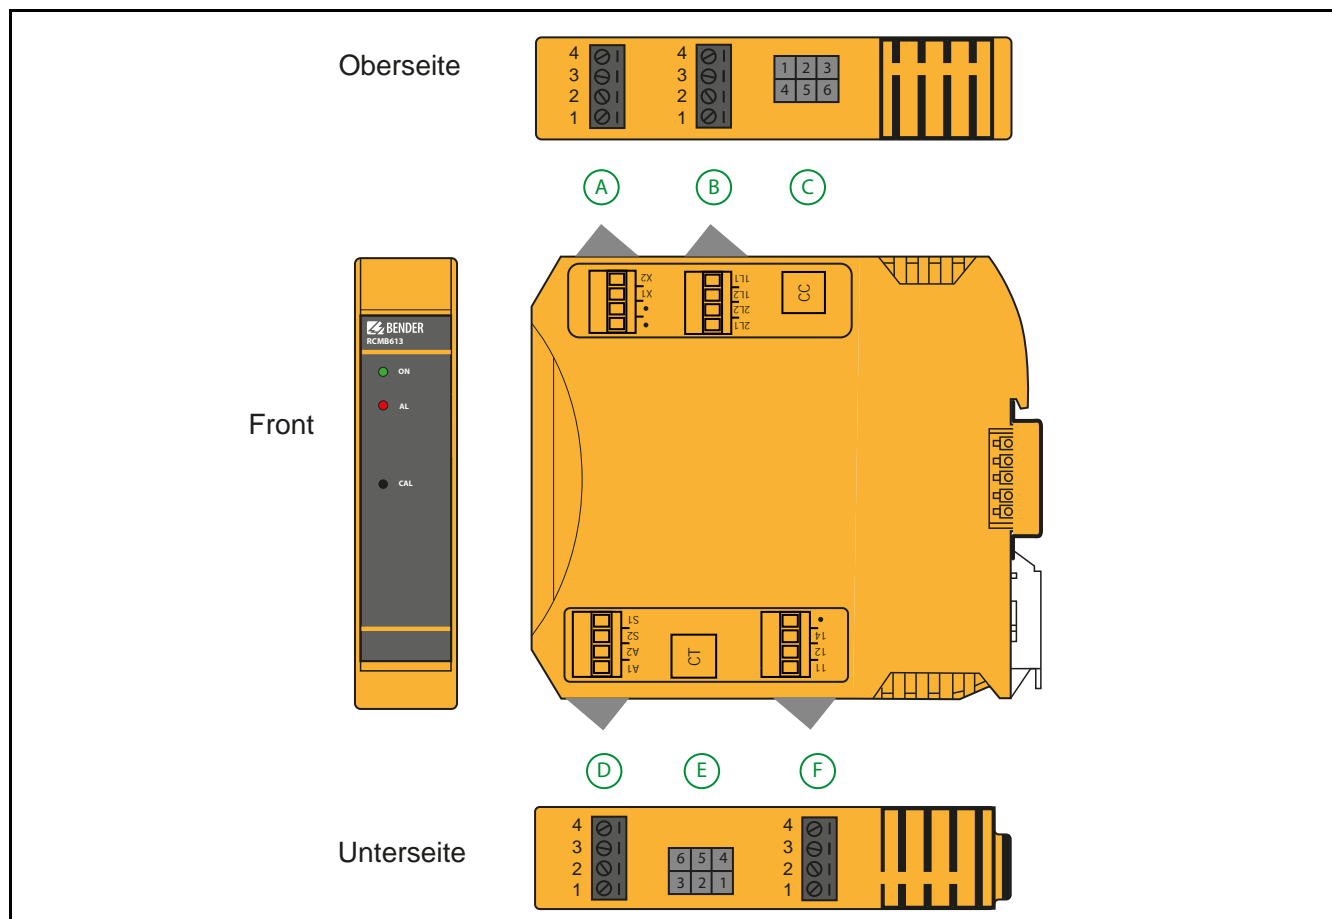 Oberseite
4
3
2
1
4
3
2
1
1 2 3
4 5 6
A
B
C
Front
BENDER
RCMB613
ON
AL
CAL
X2
X1
1L1
1L2
2L2
2L1
CC
S1
S2
A2
A1
CT
14
12
11
D
E
F
Unterseite
4
3
2
1
6 5 4
3 2 1
4
3
2
1